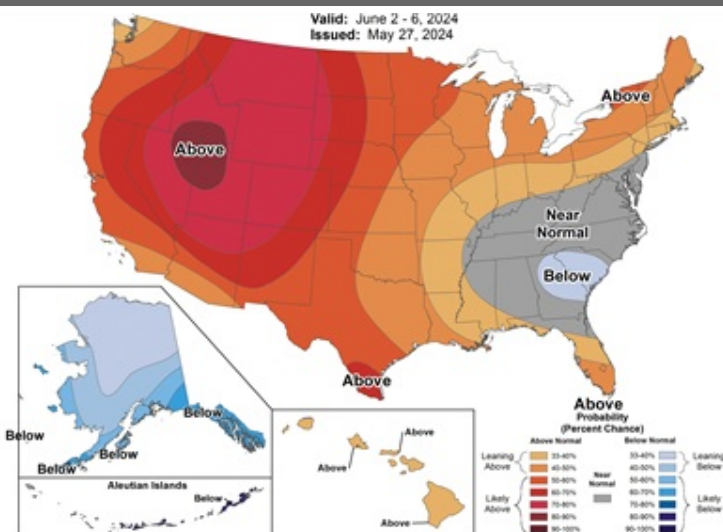 Valid: June 2 - 6, 2024
Issued: May 27, 2024
Above
Above
Near
Normal
Below
Above
Above
Below
Below
Below
Below
Aleutian Islands
Below
Above
Above
Above
Probability
(Percent Chance)
Above Normal
Below Normal
Leaning
Above
33-40%
40-50%
Near
Normal
33-40%
40-50%
Leaning
Below
Likely
Above
50-60%
60-70%
70-80%
80-90%
90-100%
50-60%
60-70%
70-80%
80-90%
90-100%
Likely
Below